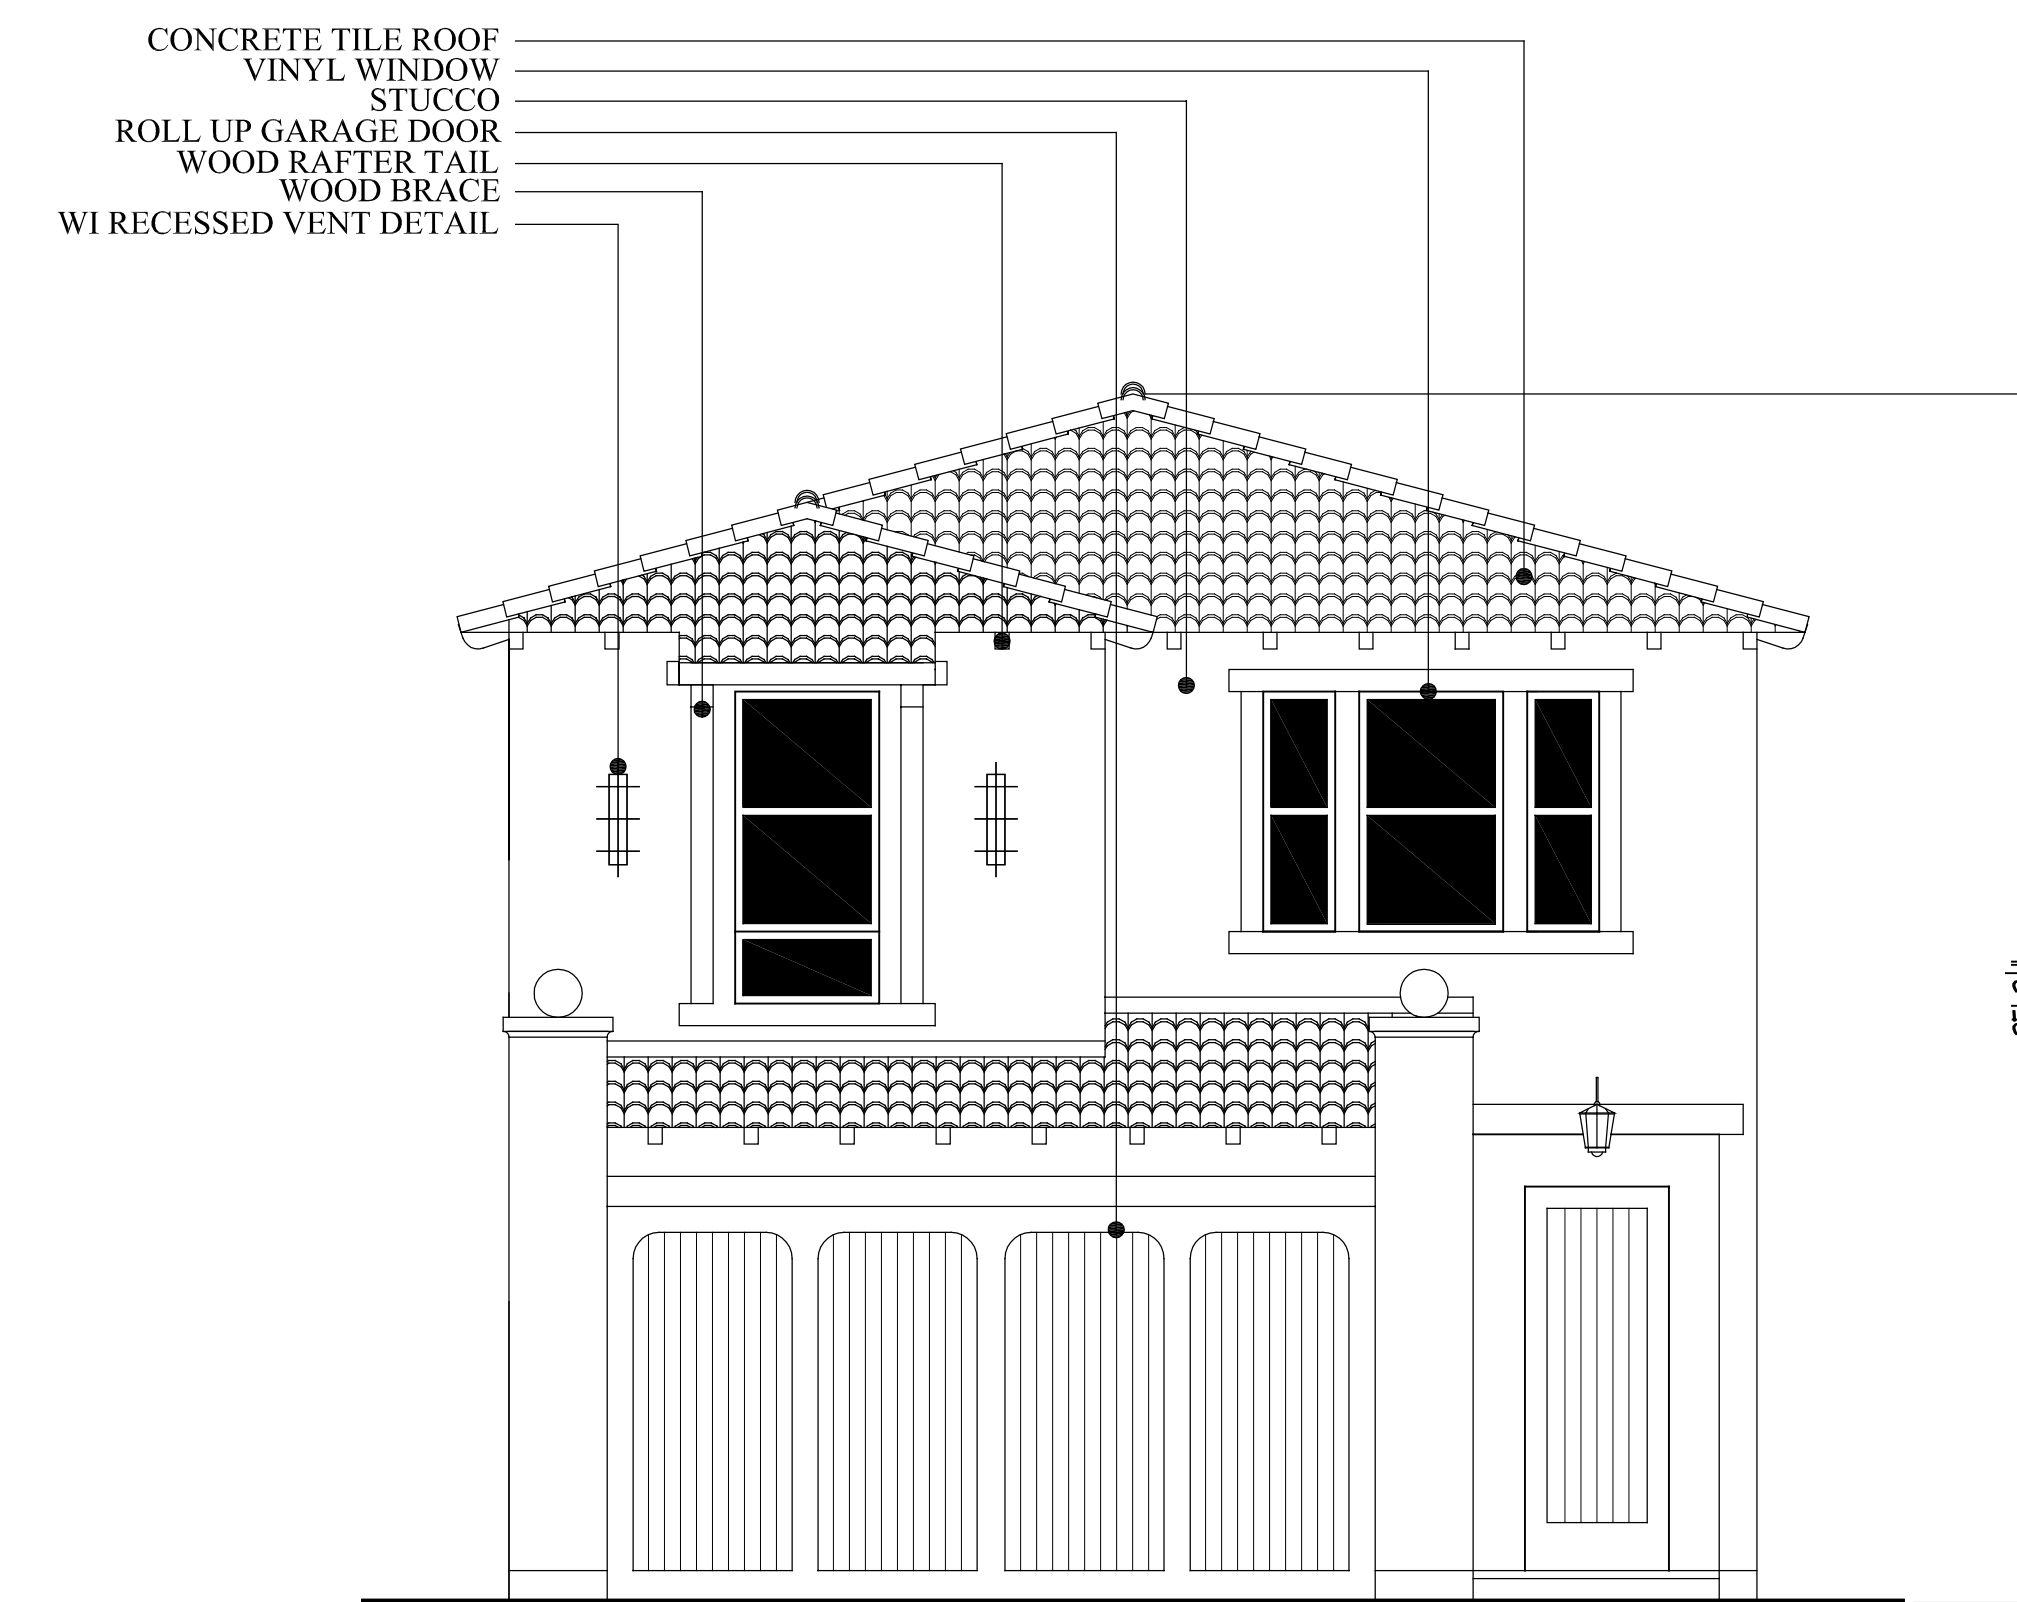 CONCRETE TILE ROOF
VINYL WINDOW
STUCCO
ROLL UP GARAGE DOOR
WOOD RAFTER TAIL
WOOD BRACE
WI RECESSED VENT DETAIL